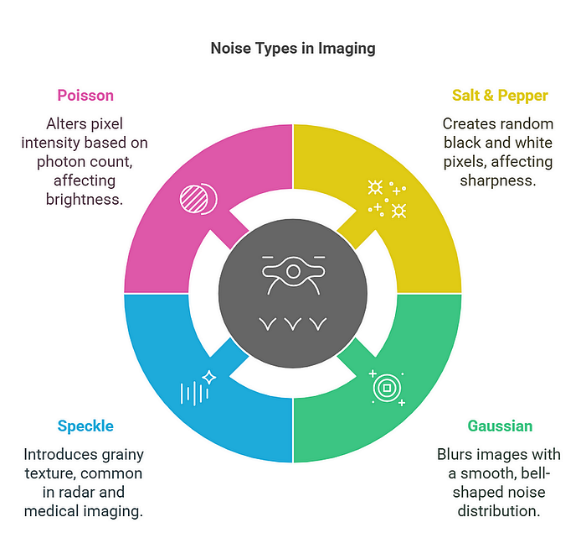 Noise Types in Imaging
Poisson
Alters pixel
intensity based on
photon count,
affecting
brightness.
Salt & Pepper
Creates random
black and white
pixels, affecting
sharpness.
Speckle
Introduces grainy
texture, common
in radar and
medical imaging.
Gaussian
Blurs images with
a smooth, bell-
shaped noise
distribution.